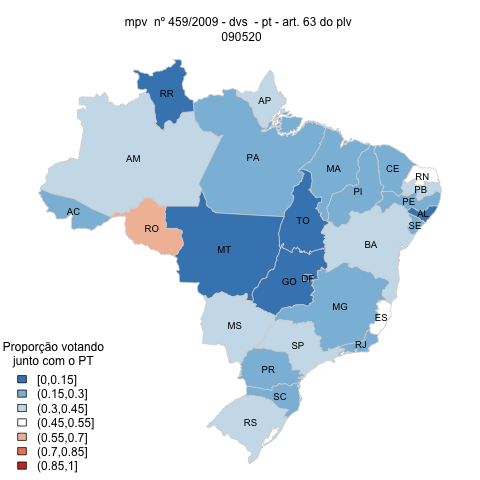 mpv nº 459/2009 - dvs - pt - art. 63 do plv
090520
RR
AP
AM
PA
MA
CE
RN
PB
PI
PE
AL
SE
AC
RO
TO
MT
BA
GO
DF
MG
ES
MS
SP
RJ
PR
SC
RS
Proporção votando
junto com o PT
[0,0.15]
(0.15,0.3]
(0.3,0.45]
(0.45,0.55]
(0.55,0.7]
(0.7,0.85]
(0.85,1]